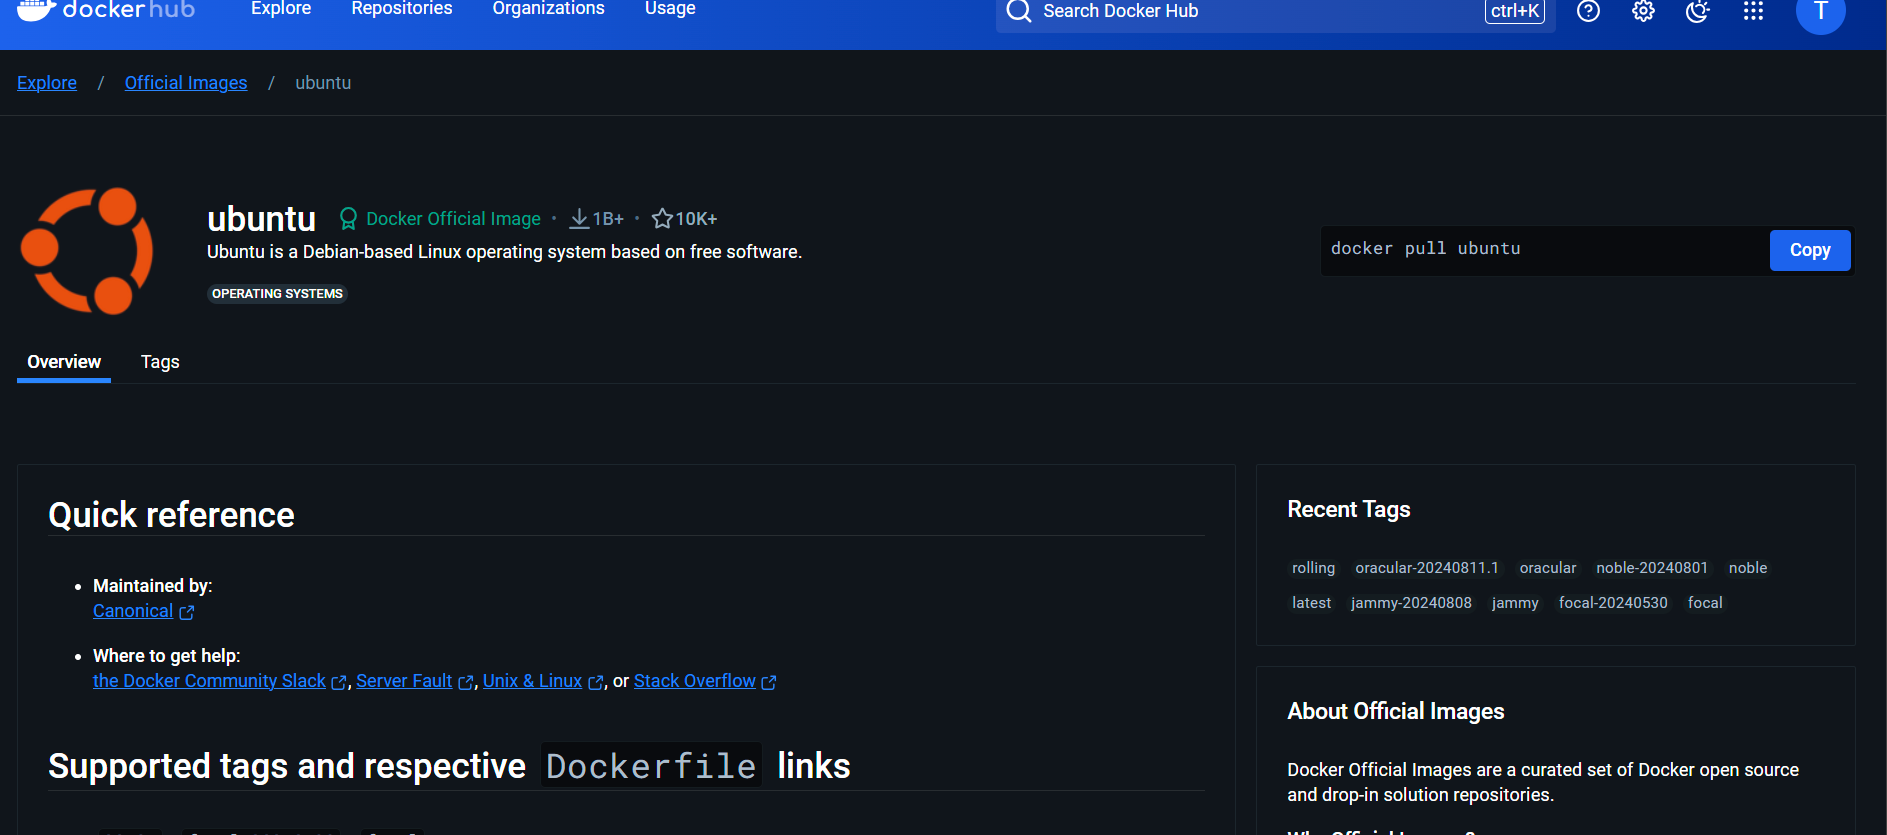 dockerhub Explore Repositories Organizations Usage Search Docker Hub ctrl+K T
Explore / Official Images / ubuntu
ubuntu Docker Official Image • 1B+ • 10K+
Ubuntu is a Debian-based Linux operating system based on free software.
OPERATING SYSTEMS
docker pull ubuntu Copy
Overview Tags
Quick reference
• Maintained by:
Canonical
• Where to get help:
the Docker Community Slack, Server Fault, Unix & Linux, or Stack Overflow
Supported tags and respective Dockerfile links
Recent Tags
rolling oracular-20240811.1 oracular noble-20240801 noble
latest jammy-20240808 jammy focal-20240530 focal
About Official Images
Docker Official Images are a curated set of Docker open source
and drop-in solution repositories.